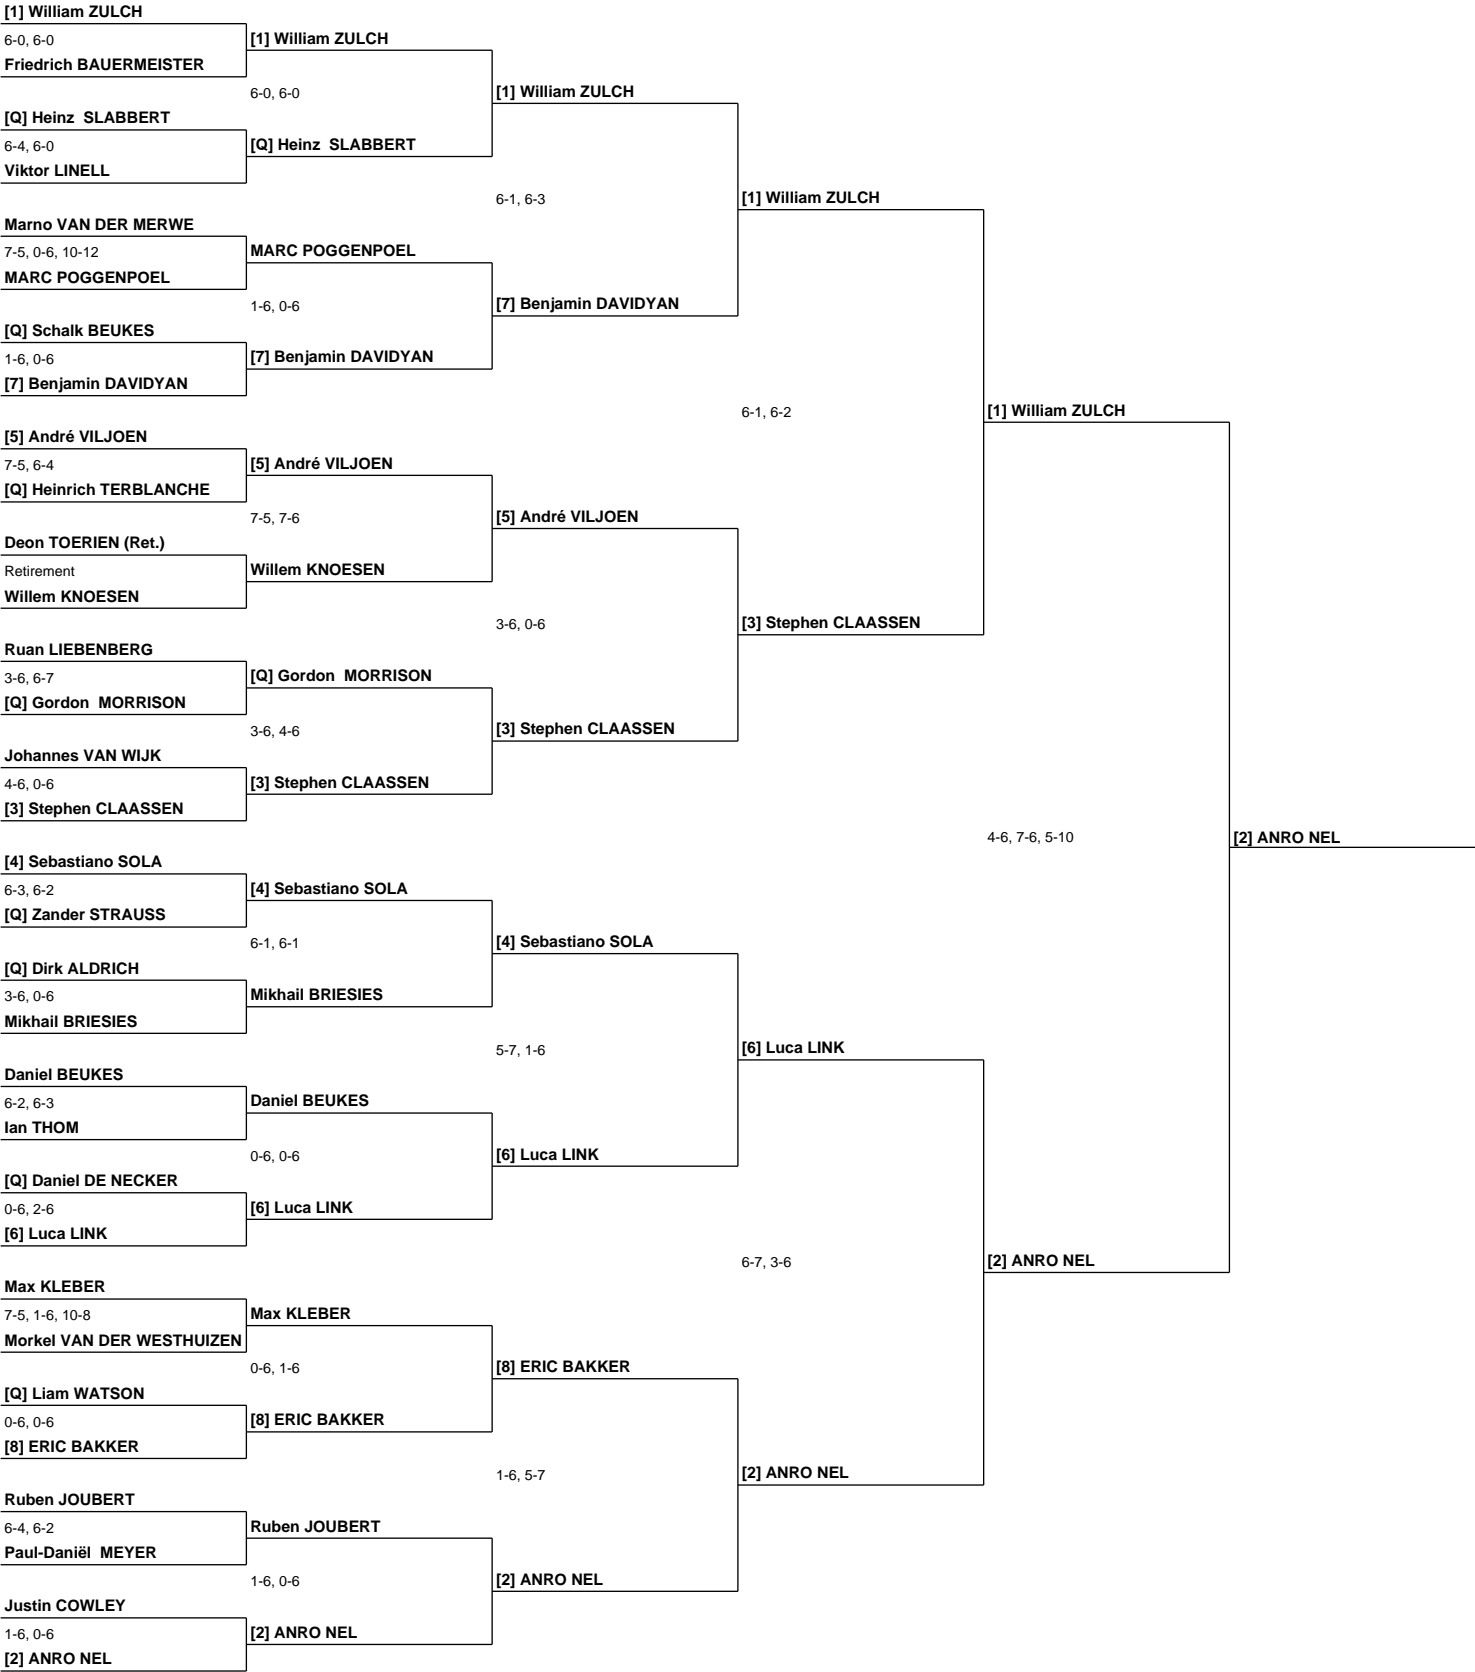 [1] William ZULCH
6-0, 6-0
[1] William ZULCH
Friedrich BAUERMEISTER
6-0, 6-0
[1] William ZULCH
[Q] Heinz  SLABBERT
6-4, 6-0
[Q] Heinz  SLABBERT
Viktor LINELL
6-1, 6-3
[1] William ZULCH
Marno VAN DER MERWE
7-5, 0-6, 10-12
MARC POGGENPOEL
MARC POGGENPOEL
1-6, 0-6
[7] Benjamin DAVIDYAN
[Q] Schalk BEUKES
1-6, 0-6
[7] Benjamin DAVIDYAN
[7] Benjamin DAVIDYAN
6-1, 6-2
[1] William ZULCH
[5] André VILJOEN
7-5, 6-4
[5] André VILJOEN
[Q] Heinrich TERBLANCHE
7-5, 7-6
[5] André VILJOEN
Deon TOERIEN (Ret.)
Retirement
Willem KNOESEN
Willem KNOESEN
3-6, 0-6
[3] Stephen CLAASSEN
Ruan LIEBENBERG
3-6, 6-7
[Q] Gordon  MORRISON
[Q] Gordon  MORRISON
3-6, 4-6
[3] Stephen CLAASSEN
Johannes VAN WIJK
4-6, 0-6
[3] Stephen CLAASSEN
[3] Stephen CLAASSEN
4-6, 7-6, 5-10
[2] ANRO NEL
[4] Sebastiano SOLA
6-3, 6-2
[4] Sebastiano SOLA
[Q] Zander STRAUSS
6-1, 6-1
[4] Sebastiano SOLA
[Q] Dirk ALDRICH
3-6, 0-6
Mikhail BRIESIES
Mikhail BRIESIES
5-7, 1-6
[6] Luca LINK
Daniel BEUKES
6-2, 6-3
Daniel BEUKES
Ian THOM
0-6, 0-6
[6] Luca LINK
[Q] Daniel DE NECKER
0-6, 2-6
[6] Luca LINK
[6] Luca LINK
6-7, 3-6
[2] ANRO NEL
Max KLEBER
7-5, 1-6, 10-8
Max KLEBER
Morkel VAN DER WESTHUIZEN
0-6, 1-6
[8] ERIC BAKKER
[Q] Liam WATSON
0-6, 0-6
[8] ERIC BAKKER
[8] ERIC BAKKER
1-6, 5-7
[2] ANRO NEL
Ruben JOUBERT
6-4, 6-2
Ruben JOUBERT
Paul-Daniël  MEYER
1-6, 0-6
[2] ANRO NEL
Justin COWLEY
1-6, 0-6
[2] ANRO NEL
[2] ANRO NEL